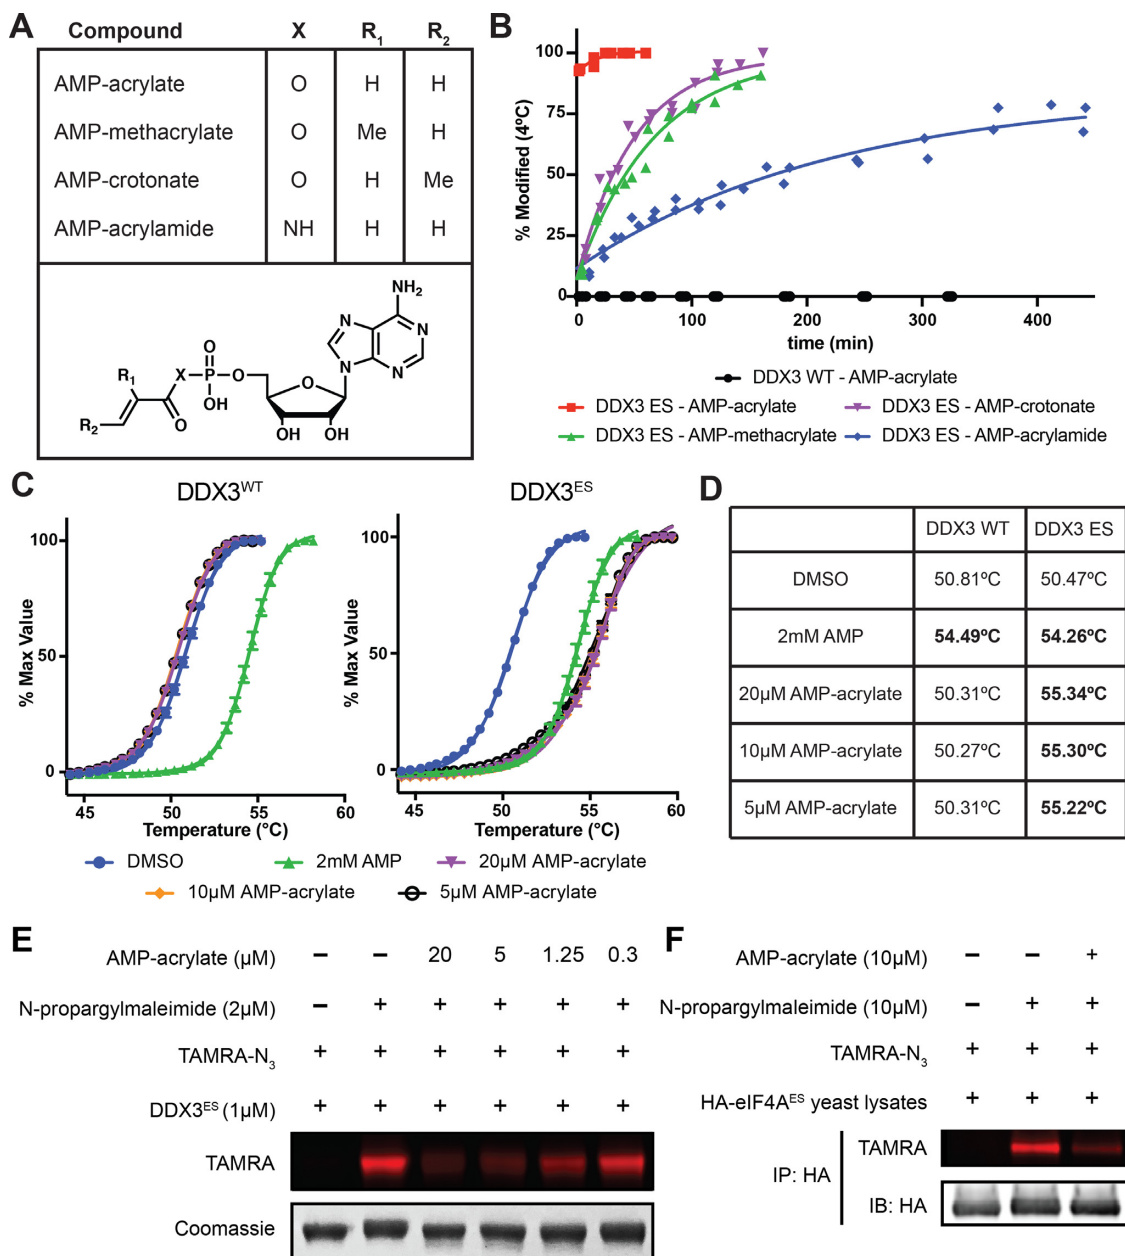 A
Compound X R1 R2
AMP-acrylate O H H
AMP-methacrylate O Me H
AMP-crotonate O H Me
AMP-acrylamide NH H H
NH2
N N
N N
R1 X O P O O
R2 O OH
OH OH
B
% Modified (4ºC)
100
75
50
25
0
0 100 200 300 400
time (min)
DDX3 WT - AMP-acrylate
DDX3 ES - AMP-acrylate DDX3 ES - AMP-crotonate
DDX3 ES - AMP-methacrylate DDX3 ES - AMP-acrylamide
C
DDX3WT DDX3ES
% Max Value % Max Value
100 100
50 50
0 0
45 50 55 60 45 50 55 60
Temperature (°C) Temperature (°C)
DMSO 2mM AMP 20µM AMP-acrylate
10µM AMP-acrylate 5µM AMP-acrylate
D
DDX3 WT DDX3 ES
DMSO 50.81ºC 50.47ºC
2mM AMP 54.49ºC 54.26ºC
20µM AMP-acrylate 50.31ºC 55.34ºC
10µM AMP-acrylate 50.27ºC 55.30ºC
5µM AMP-acrylate 50.31ºC 55.22ºC
E
AMP-acrylate (µM) – – 20 5 1.25 0.3
N-propargylmaleimide (2µM) – + + + + +
TAMRA-N3 + + + + + +
DDX3ES (1µM) + + + + + +
TAMRA
Coomassie
F
AMP-acrylate (10µM) – – +
N-propargylmaleimide (10µM) – + +
TAMRA-N3 + + +
HA-eIF4AES yeast lysates + + +
IP: HA
TAMRA
IB: HA